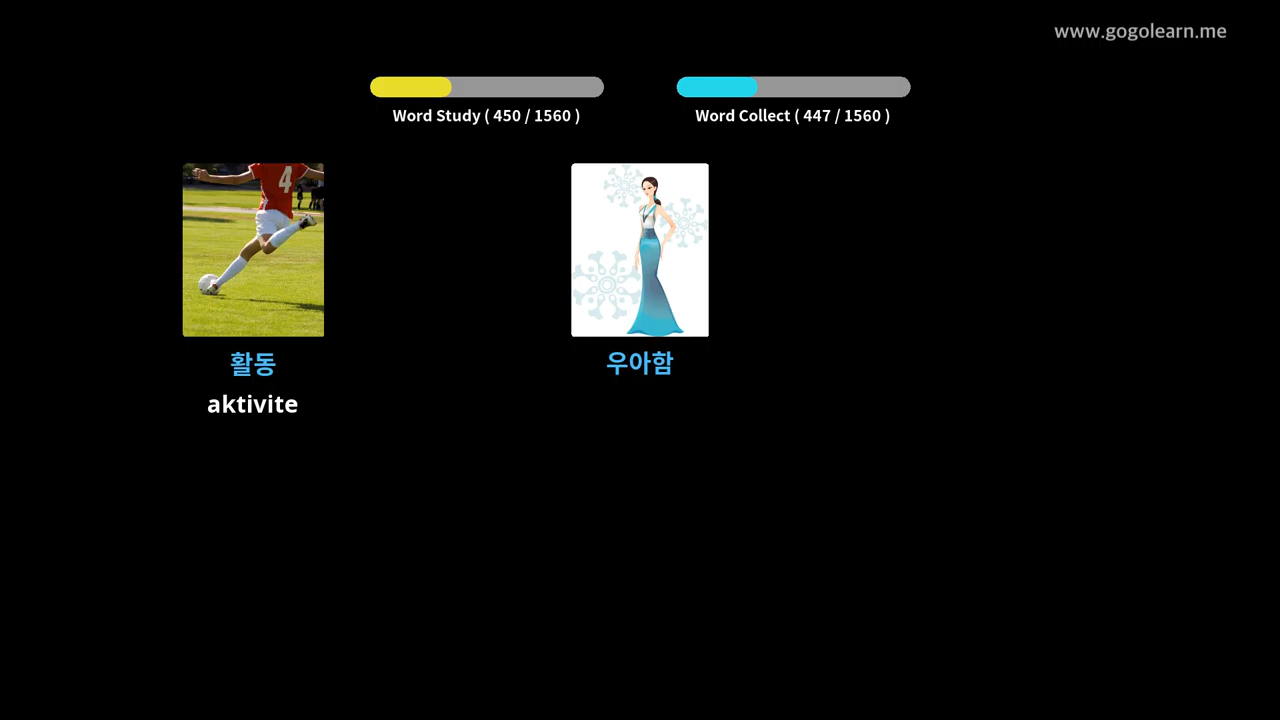 www.gogolearn.me
Word Study ( 450 / 1560 )
Word Collect ( 447 / 1560 )
4
활동
우아함
aktivite